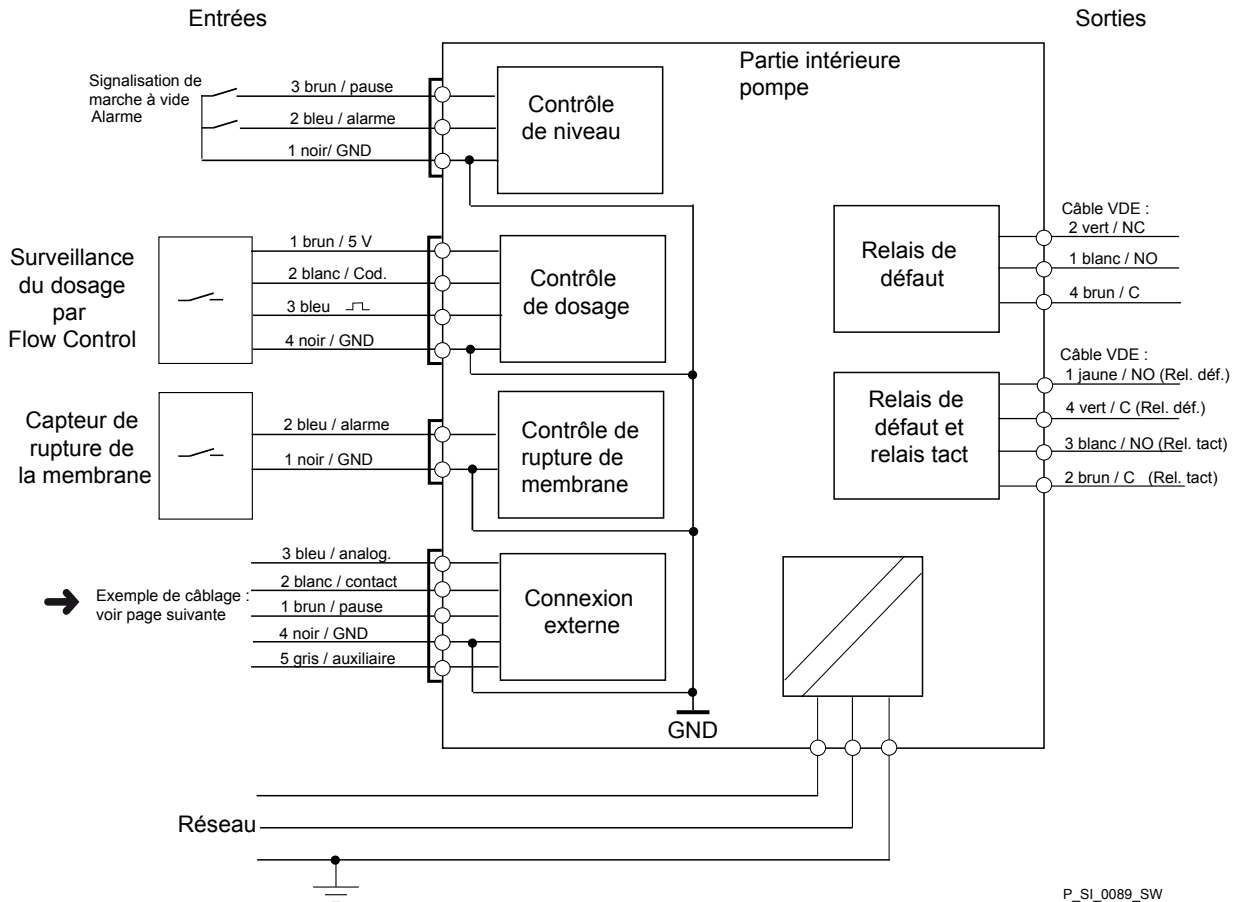 Entrées
Sorties
Partie intérieure
pompe
Signalisation de
marche à vide
Alarme
3 brun / pause
2 bleu / alarme
1 noir/ GND
Contrôle
de niveau
Surveillance
du dosage
par
Flow Control
1 brun / 5 V
2 blanc / Cod.
3 bleu
4 noir / GND
Contrôle
de dosage
Capteur de
rupture de
la membrane
2 bleu / alarme
1 noir / GND
Contrôle de
rupture de
membrane
Exemple de câblage :
voir page suivante
3 bleu / analog.
2 blanc / contact
1 brun / pause
4 noir / GND
5 gris / auxiliaire
Connexion
externe
GND
Relais de
défaut
Câble VDE :
2 vert / NC
1 blanc / NO
4 brun / C
Relais de
défaut et
relais tact
Câble VDE :
1 jaune / NO (Rel. déf.)
4 vert / C (Rel. déf.)
3 blanc / NO (Rel. tact)
2 brun / C (Rel. tact)
Réseau
P_SI_0089_SW